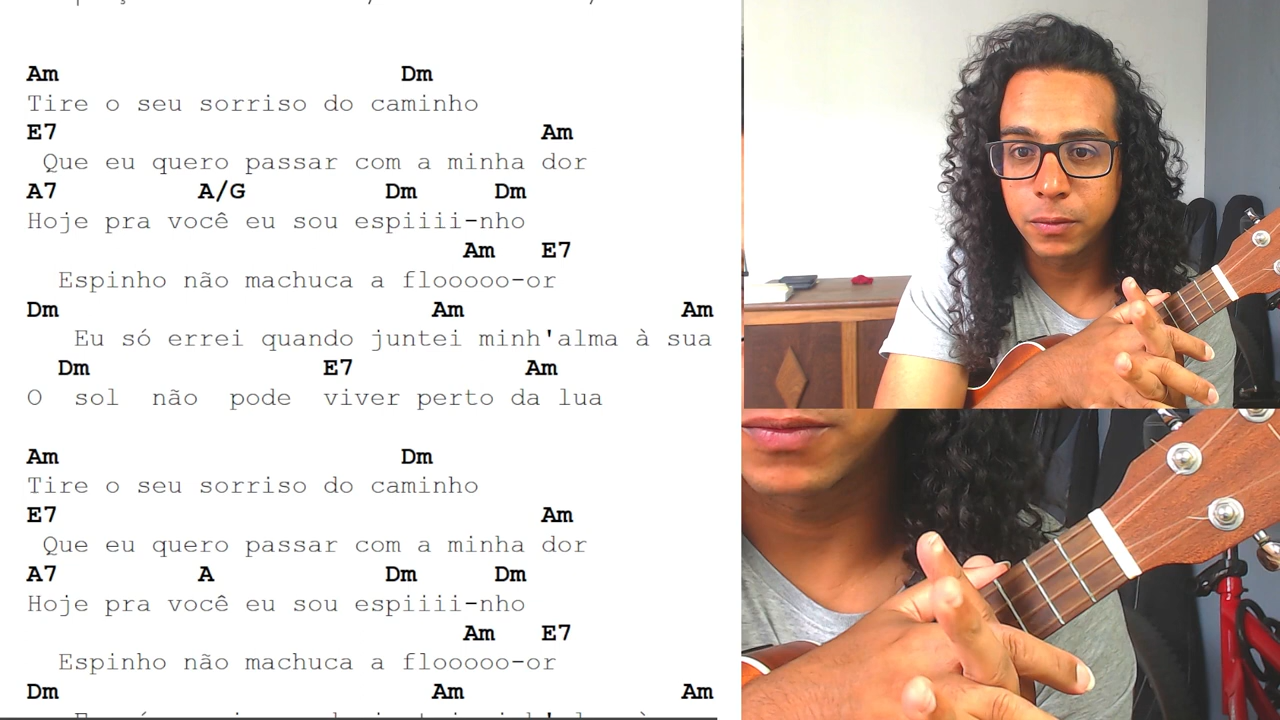 Am Dm
Tire o seu sorriso do caminho
E7 Am
Que eu quero passar com a minha dor
A7 A/G Dm Dm
Hoje pra você eu sou espiiii-nho
Am E7
Espinho não machuca a flooooo-or
Dm Am Am
Eu só errei quando juntei minh'alma à sua
Dm E7 Am
O sol não pode viver perto da lua
Am Dm
Tire o seu sorriso do caminho
E7 Am
Que eu quero passar com a minha dor
A7 A Dm Dm
Hoje pra você eu sou espiiii-nho
Am E7
Espinho não machuca a flooooo-or
Dm Am Am